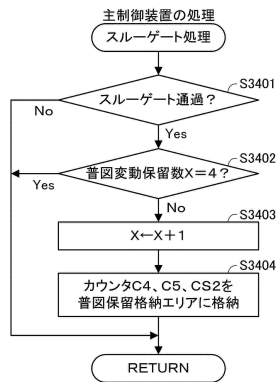 主制御装置の処理
スルーゲート処理
S3401
スルーゲート通過？
No
Yes
S3402
普図変動保留数X＝4？
Yes
No
S3403
X←X＋1
S3404
カウンタC4、C5、CS2を
普図保留格納エリアに格納
RETURN